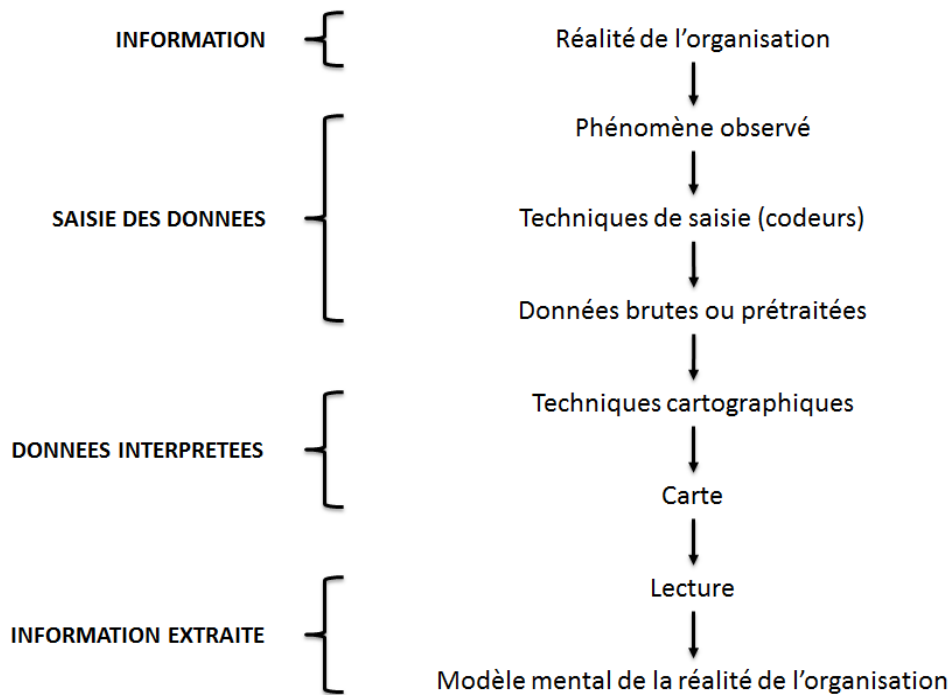 INFORMATION
Réalité de l’organisation
Phénomène observé
SAISIE DES DONNEES
Techniques de saisie (codeurs)
Données brutes ou prétraitées
Techniques cartographiques
DONNEES INTERPRETEES
Carte
Lecture
INFORMATION EXTRAITE
Modèle mental de la réalité de l’organisation